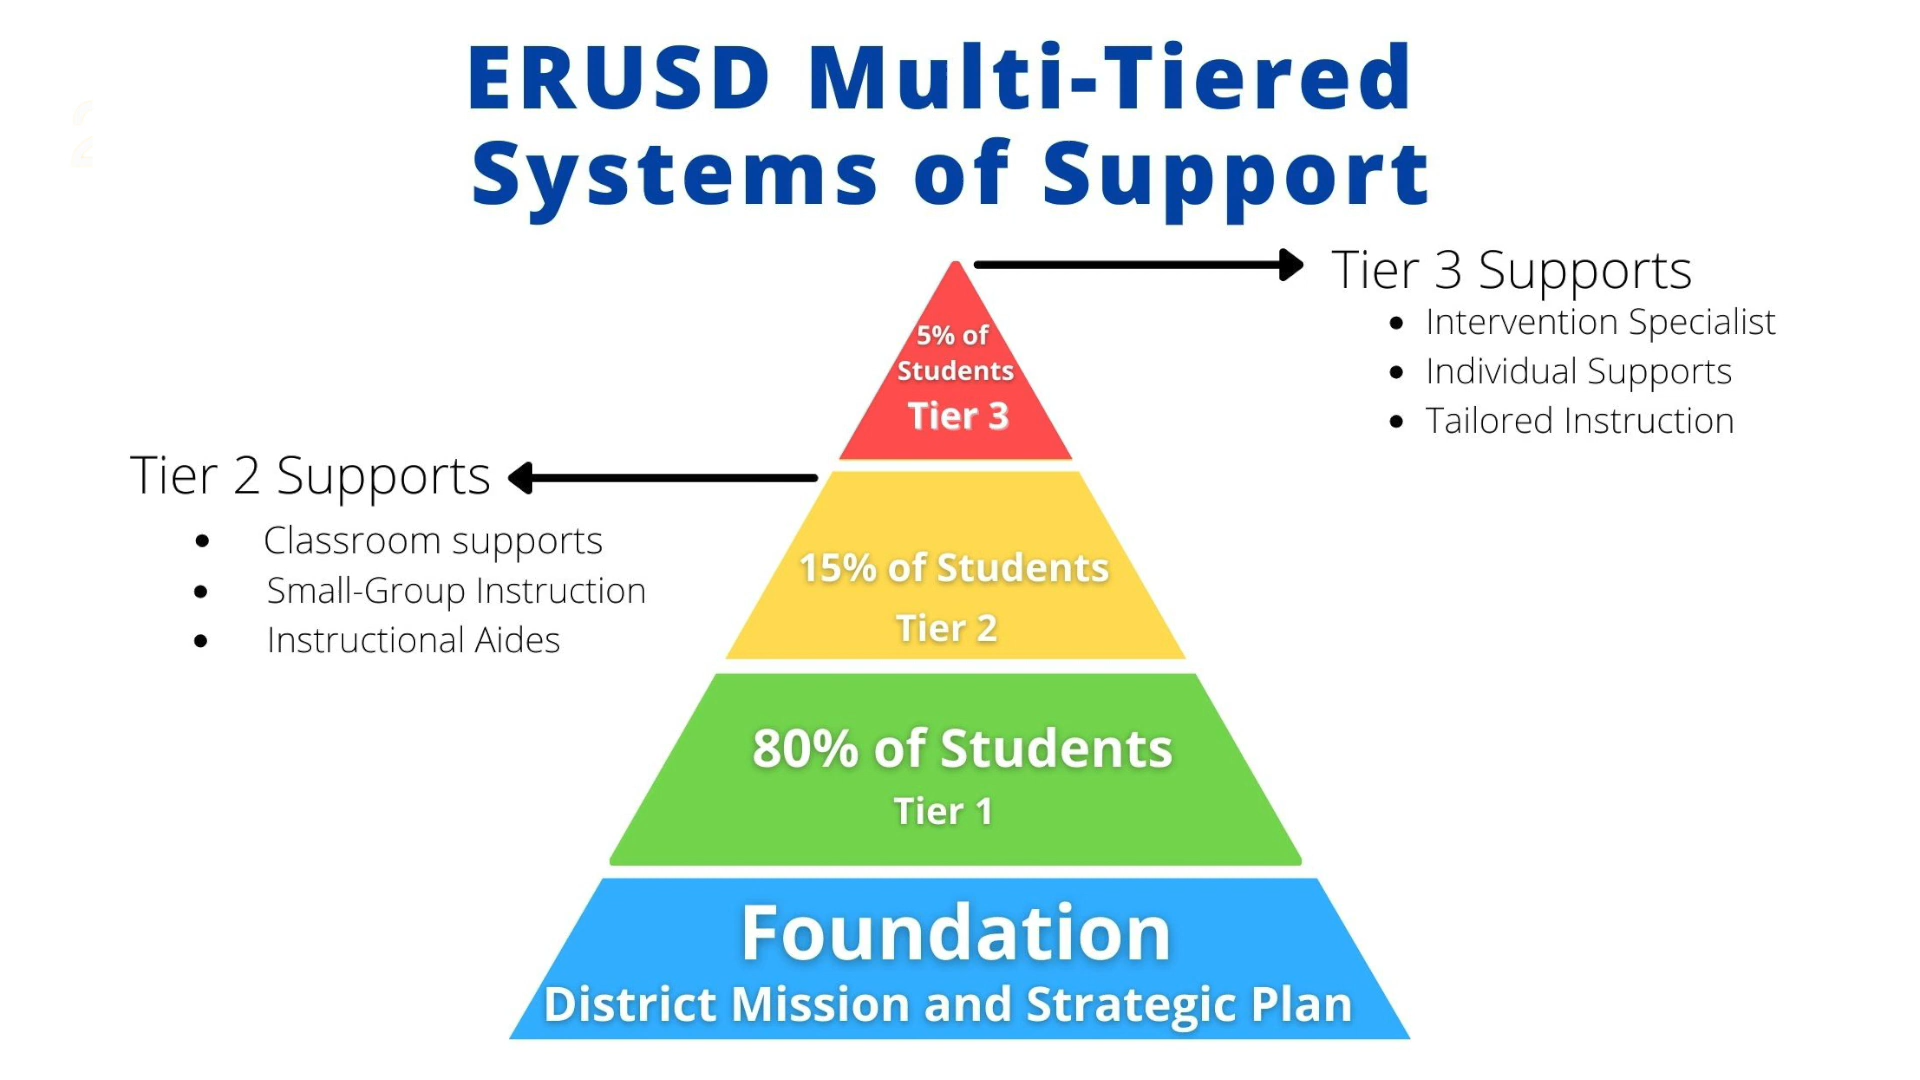 ERUSD Multi-Tiered
Systems of Support
Tier 3 Supports
• Intervention Specialist
• Individual Supports
• Tailored Instruction
5% of
Students
Tier 3
Tier 2 Supports
• Classroom supports
• Small-Group Instruction
• Instructional Aides
15% of Students
Tier 2
80% of Students
Tier 1
Foundation
District Mission and Strategic Plan